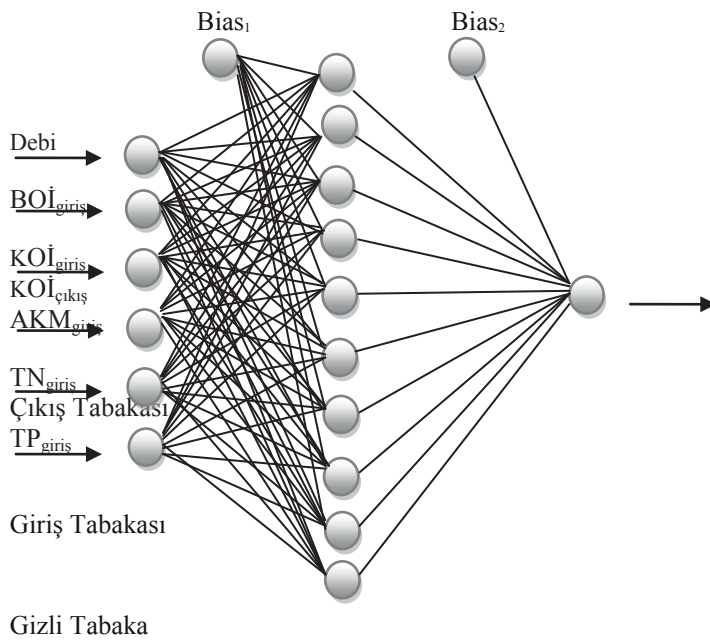 Bias₁ Bias₂
Debi
BOİgiriş
KOİgiriş
KOİçıkış
AKMgiriş
TNgiriş
Çıkış Tabakası
TPgiriş
Giriş Tabakası
Gizli Tabaka